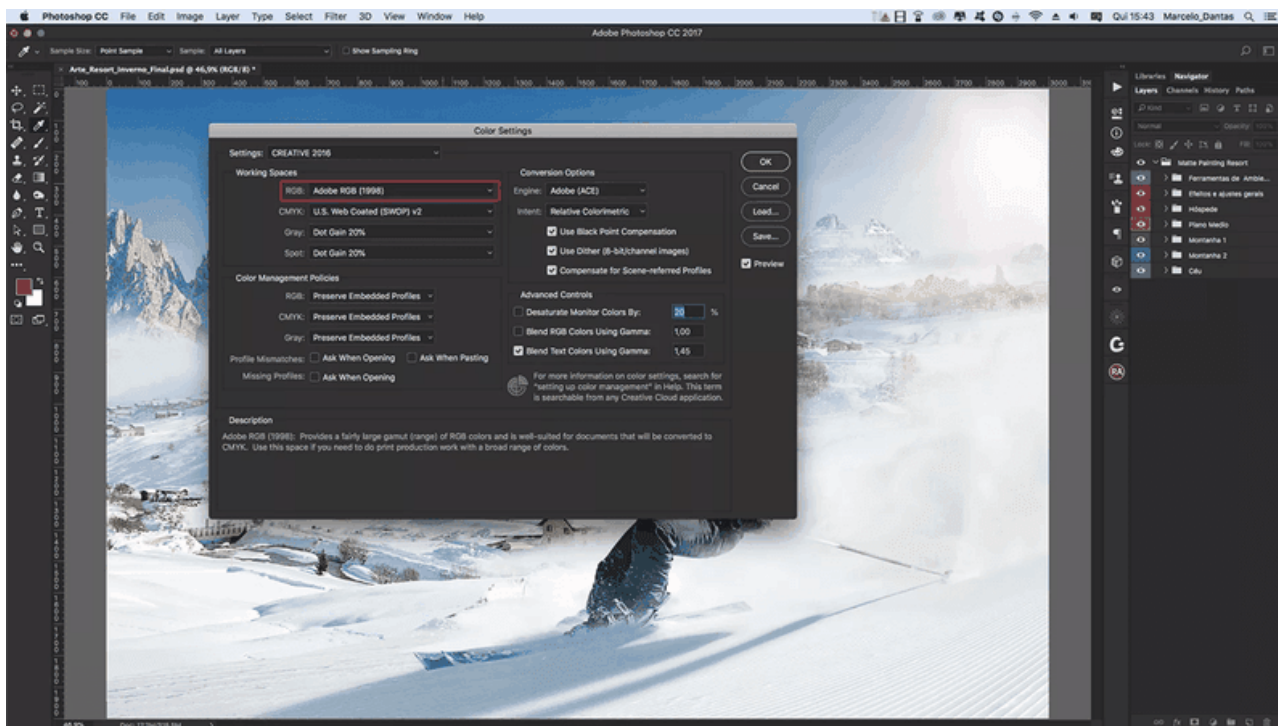 Photoshop CC File Edit Image Layer Type Select Filter 3D View Window Help Qui 15:43 Marcelo_Dantas
Adobe Photoshop CC 2017
Sample Size: Point Sample Sample: All Layers Show Sampling Ring
Arte_Resort_Inverno_Final.psd @ 46,9% (RGB/8) *
Color Settings
Settings: CREATIVE 2016
Working Spaces
RGB: Adobe RGB (1998)
CMYK: U.S. Web Coated (SWOP) v2
Gray: Dot Gain 20%
Spot: Dot Gain 20%
Color Management Policies
RGB: Preserve Embedded Profiles
CMYK: Preserve Embedded Profiles
Gray: Preserve Embedded Profiles
Profile Mismatches: Ask When Opening Ask When Pasting
Missing Profiles: Ask When Opening
Conversion Options
Engine: Adobe (ACE)
Intent: Relative Colorimetric
Use Black Point Compensation
Use Dither (8-bit/channel images)
Compensate for Scene-referred Profiles
Advanced Controls
Desaturate Monitor Colors By: 20 %
Blend RGB Colors Using Gamma: 1,00
Blend Text Colors Using Gamma: 1,45
For more information on color settings, search for
"setting up color management" in Help. This term
is searchable from any Creative Cloud application.
Description
Adobe RGB (1998): Provides a fairly large gamut (range) of RGB colors and is well-suited for documents that will be converted to
CMYK. Use this space if you need to do print production work with a broad range of colors.
OK
Cancel
Load...
Save...
Preview
Libraries Navigator
Layers Channels History Paths
Normal Opacity:
Lock: Fill:
Matte Painting Resort
Ferramentas de Ambie...
Efeitos e ajustes gerais
Hóspede
Plano Medio
Montanha 1
Montanha 2
Céu